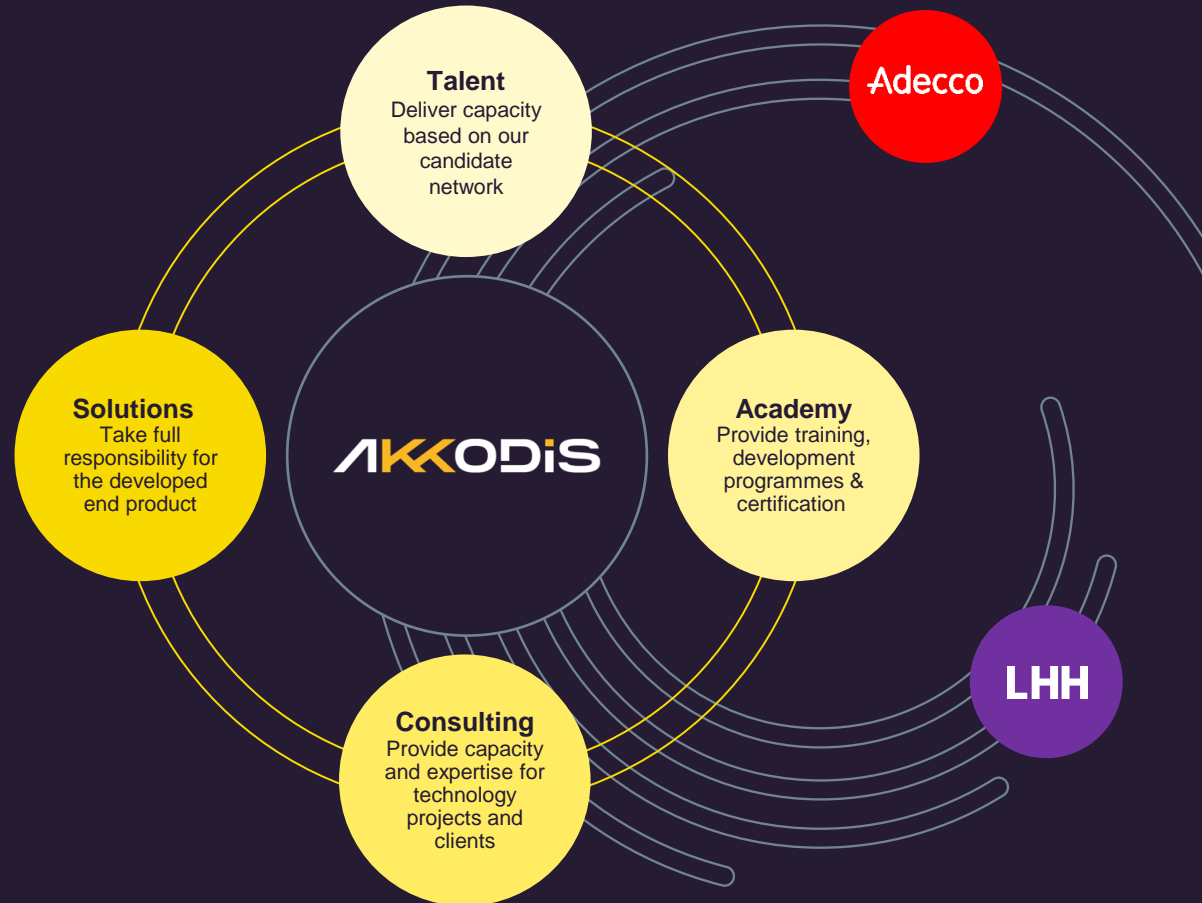 Talent
Deliver capacity
based on our
candidate
network
Adecco
Solutions
Take full
responsibility for
the developed
end product
AKKODiS
Academy
Provide training,
development
programmes &
certification
LHH
Consulting
Provide capacity
and expertise for
technology
projects and
clients